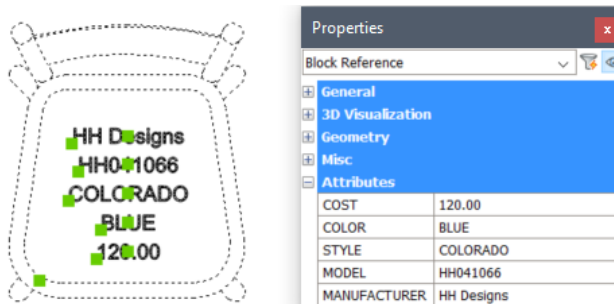 HH Designs
HH041066
COLORADO
BLUE
120.00
Properties
x
Block Reference
General
3D Visualization
Geometry
Misc
Attributes
COST 120.00
COLOR BLUE
STYLE COLORADO
MODEL HH041066
MANUFACTURER HH Designs